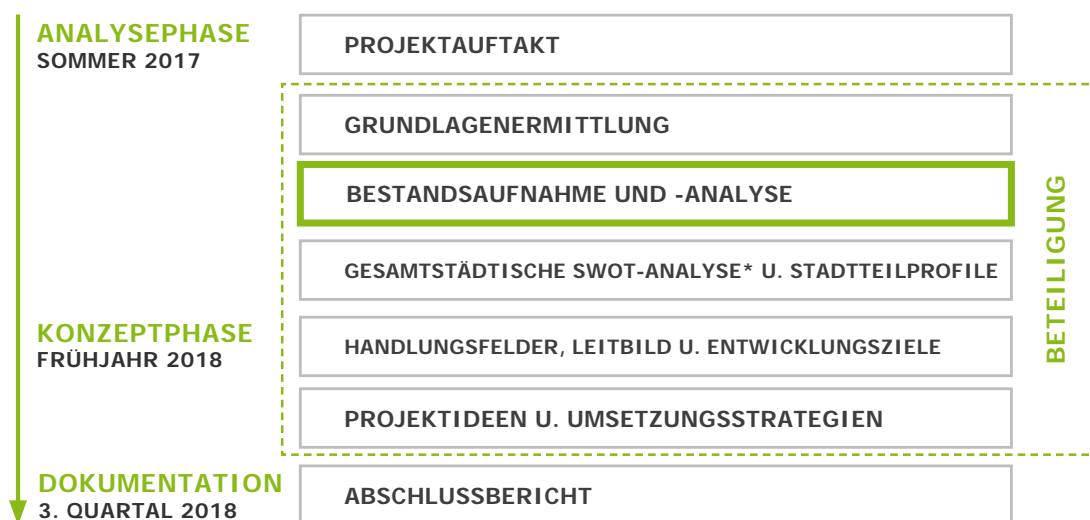 ANALYSEPHASE
SOMMER 2017
PROJEKTAUFTAKT
GRUNDLAGENERMITTLUNG
BESTANDSAUFNAHME UND -ANALYSE
GESAMTSTÄDTISCHE SWOT-ANALYSE* U. STADTTEILPROFILE
KONZEPTPHASE
FRÜHJAHR 2018
HANDLUNGSFELDER, LEITBILD U. ENTWICKLUNGSZIELE
PROJEKTIDEEN U. UMSETZUNGSSTRATEGIEN
BETEILIGUNG
DOKUMENTATION
3. QUARTAL 2018
ABSCHLUSSBERICHT